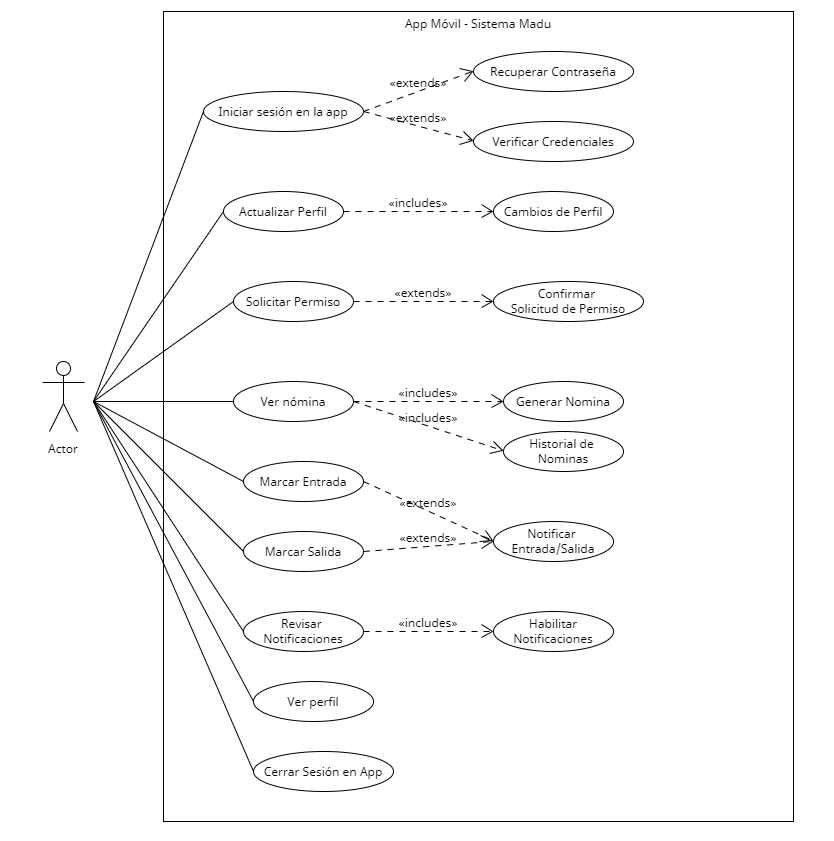 App Móvil - Sistema Madu
«extends»
Recuperar Contraseña
Iniciar sesión en la app
«extends»
Verificar Credenciales
Actualizar Perfil
«includes»
Cambios de Perfil
Solicitar Permiso
«extends»
Confirmar
Solicitud de Permiso
Actor
Ver nómina
«includes»
Generar Nomina
«includes»
Historial de
Nominas
Marcar Entrada
«extends»
Marcar Salida
«extends»
Notificar
Entrada/Salida
Revisar
Notificaciones
«includes»
Habilitar
Notificaciones
Ver perfil
Cerrar Sesión en App